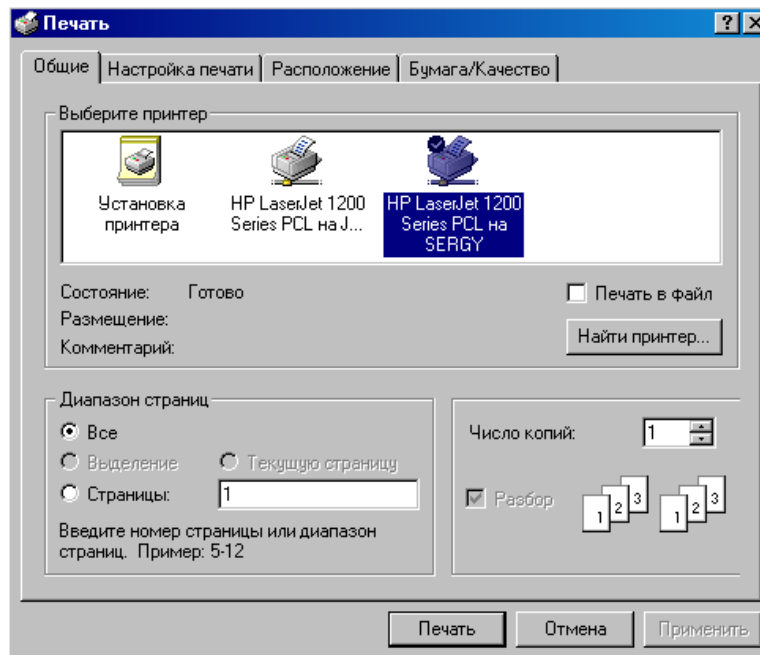 Печать
Общие Настройка печати Расположение Бумага/Качество
Выберите принтер
Установка принтера
HP LaserJet 1200 Series PCL на J...
HP LaserJet 1200 Series PCL на SERGY
Состояние: Готово
Размещение:
Комментарий:
Печать в файл
Найти принтер...
Диапазон страниц
Все
Выделение Текущую страницу
Страницы: 1
Введите номер страницы или диапазон
страниц. Пример: 5-12
Число копий: 1
Разбор 1 2 3 1 2 3
Печать Отмена Применить